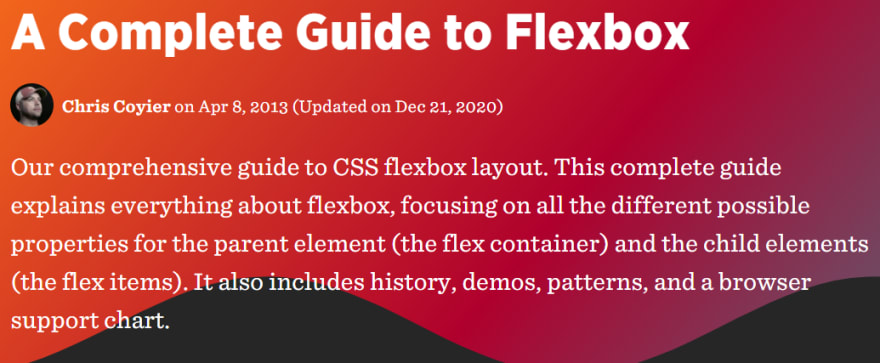 A Complete Guide to Flexbox
Chris Coyier on Apr 8, 2013 (Updated on Dec 21, 2020)
Our comprehensive guide to CSS flexbox layout. This complete guide
explains everything about flexbox, focusing on all the different possible
properties for the parent element (the flex container) and the child elements
(the flex items). It also includes history, demos, patterns, and a browser
support chart.